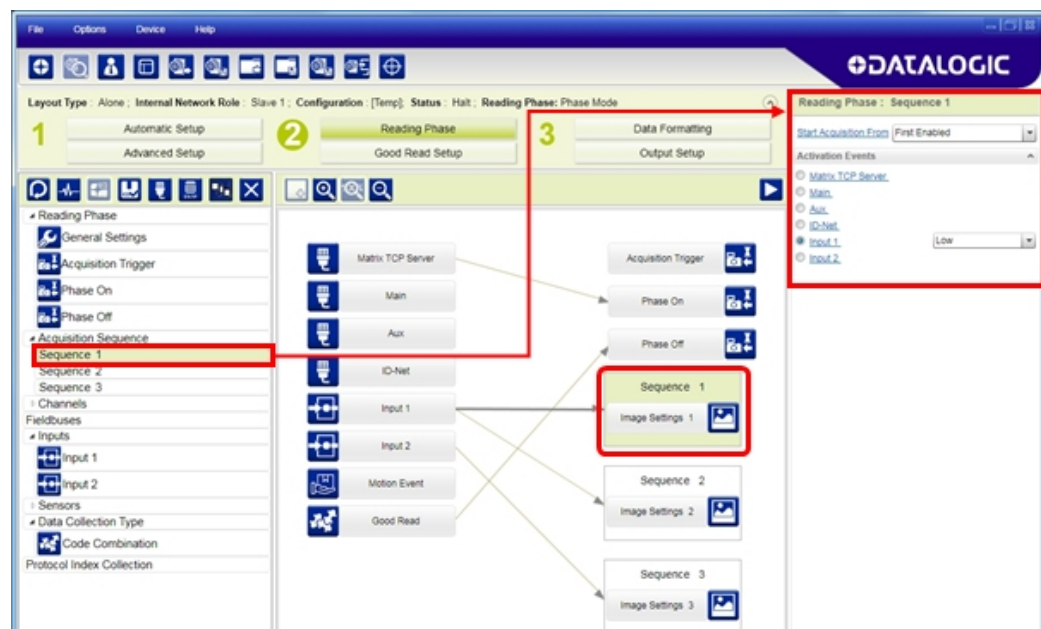 File Options Device Help
DATALOGIC
Layout Type : Alone ; Internal Network Role : Slave 1 ; Configuration : [Temp]; Status : Halt ; Reading Phase: Phase Mode
1
Automatic Setup
Advanced Setup
2
Reading Phase
Good Read Setup
3
Data Formatting
Output Setup
Reading Phase
General Settings
Acquisition Trigger
Phase On
Phase Off
Acquisition Sequence
Sequence 1
Sequence 2
Sequence 3
Channels
Fieldbuses
Inputs
Input 1
Input 2
Sensors
Data Collection Type
Code Combination
Protocol Index Collection
Matrix TCP Server
Main
Aux
ID-Net
Input 1
Input 2
Motion Event
Good Read
Acquisition Trigger
Phase On
Phase Off
Sequence 1
Image Settings 1
Sequence 2
Image Settings 2
Sequence 3
Image Settings 3
Reading Phase : Sequence 1
Start Acquisition From First Enabled
Activation Events
Matrix TCP Server
Main
Aux
ID-Net
Input 1 Low
Input 2